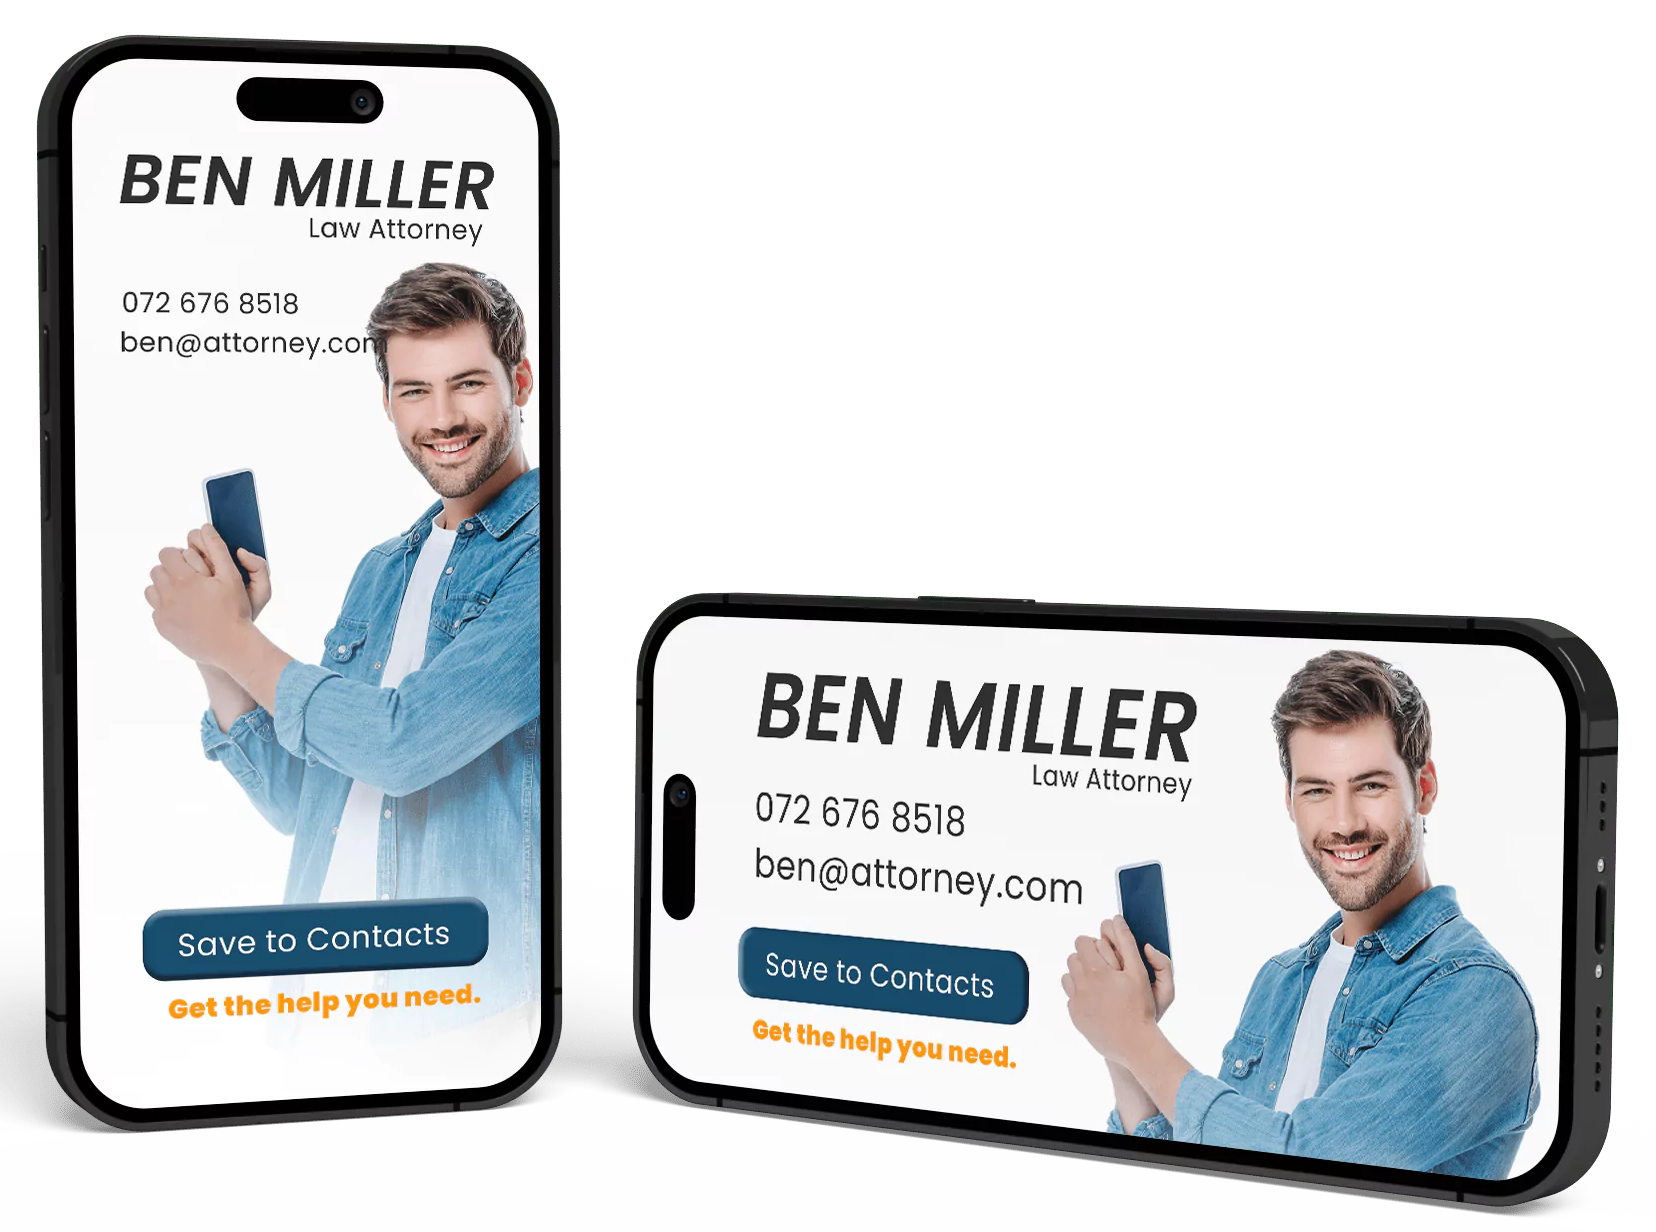 BEN MILLER
Law Attorney
072 676 8518
ben@attorney.com
Save to Contacts
Get the help you need.
BEN MILLER
Law Attorney
072 676 8518
ben@attorney.com
Save to Contacts
Get the help you need.